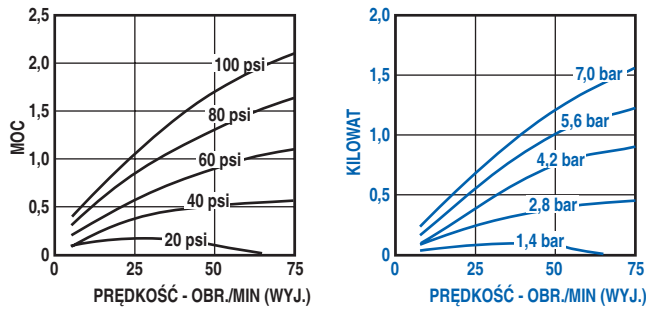 2,5
2,0
1,5
1,0
0,5
0
MOC
100 psi
80 psi
60 psi
40 psi
20 psi
0
25
50
75
PRĘDKOŚĆ - OBR./MIN (WYJ.)
2,0
1,5
1,0
0,5
0
KILOWAT
7,0 bar
5,6 bar
4,2 bar
2,8 bar
1,4 bar
0
25
50
75
PRĘDKOŚĆ - OBR./MIN (WYJ.)